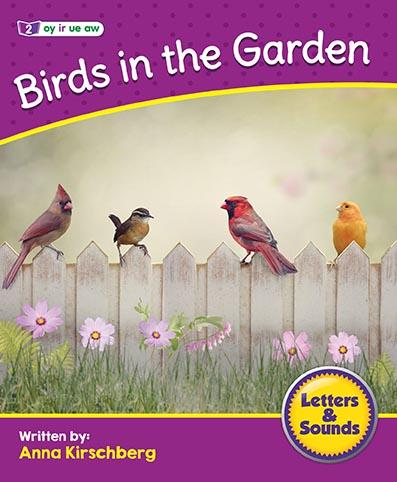 2 oy ir ue aw
Birds in the Garden
Letters
&
Sounds
Written by:
Anna Kirschberg